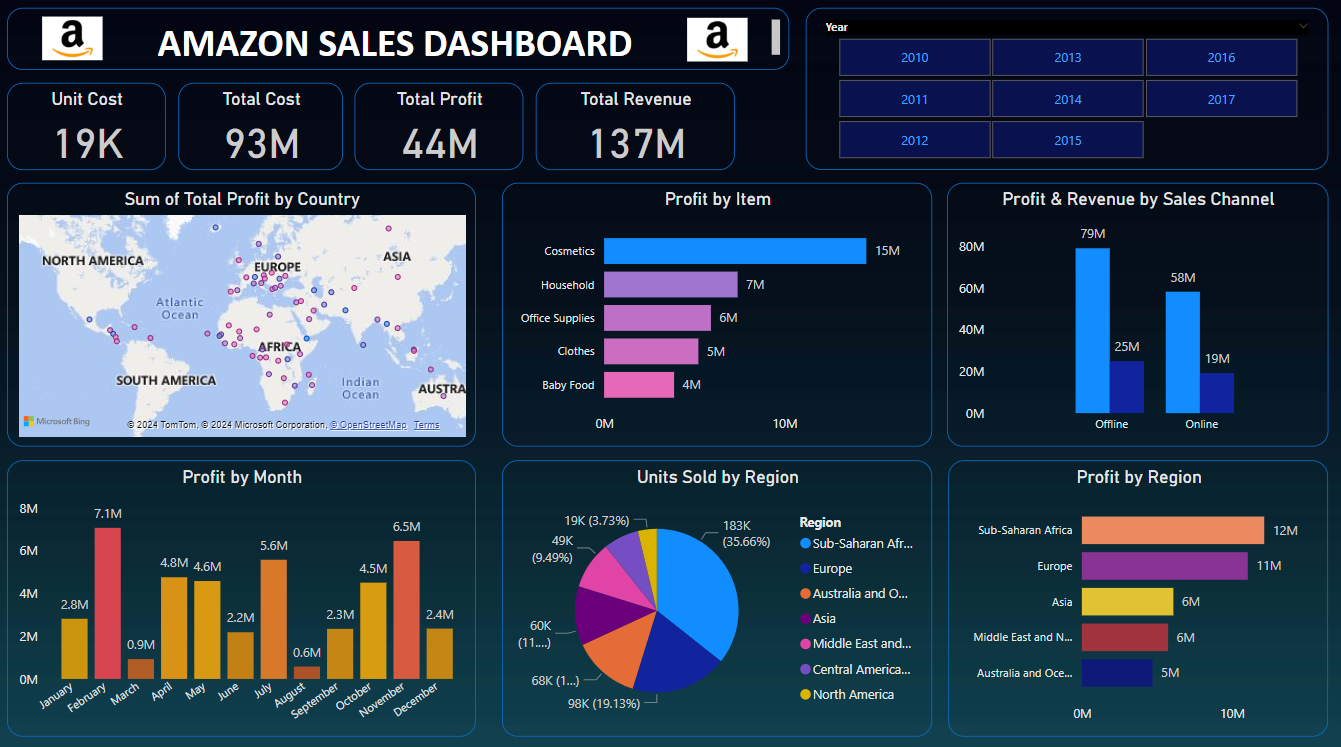 a
AMAZON SALES DASHBOARD
a
Year
2010
2013
2016
2011
2014
2017
2012
2015
Unit Cost
19K
Total Cost
93M
Total Profit
44M
Total Revenue
137M
Sum of Total Profit by Country
NORTH AMERICA
EUROPE
ASIA
Atlantic
Ocean
AFRICA
SOUTH AMERICA
Indian
Ocean
AUSTRA
Microsoft Bing
© 2024 TomTom, © 2024 Microsoft Corporation, © OpenStreetMap Terms
Profit by Item
Cosmetics
15M
Household
7M
Office Supplies
6M
Clothes
5M
Baby Food
4M
0M
10M
Profit & Revenue by Sales Channel
80M
60M
40M
20M
0M
79M
25M
58M
19M
Offline
Online
Profit by Month
8M
6M
4M
2M
0M
2.8M
7.1M
0.9M
4.8M
4.6M
2.2M
5.6M
0.6M
2.3M
4.5M
6.5M
2.4M
January
February
March
April
May
June
July
August
September
October
November
December
Units Sold by Region
19K (3.73%)
49K
(9.49%)
60K
(11....)
68K (1...)
98K (19.13%)
183K
(35.66%)
Region
Sub-Saharan Afr...
Europe
Australia and O...
Asia
Middle East and...
Central America...
North America
Profit by Region
Sub-Saharan Africa
12M
Europe
11M
Asia
6M
Middle East and N...
6M
Australia and Oce...
5M
0M
10M